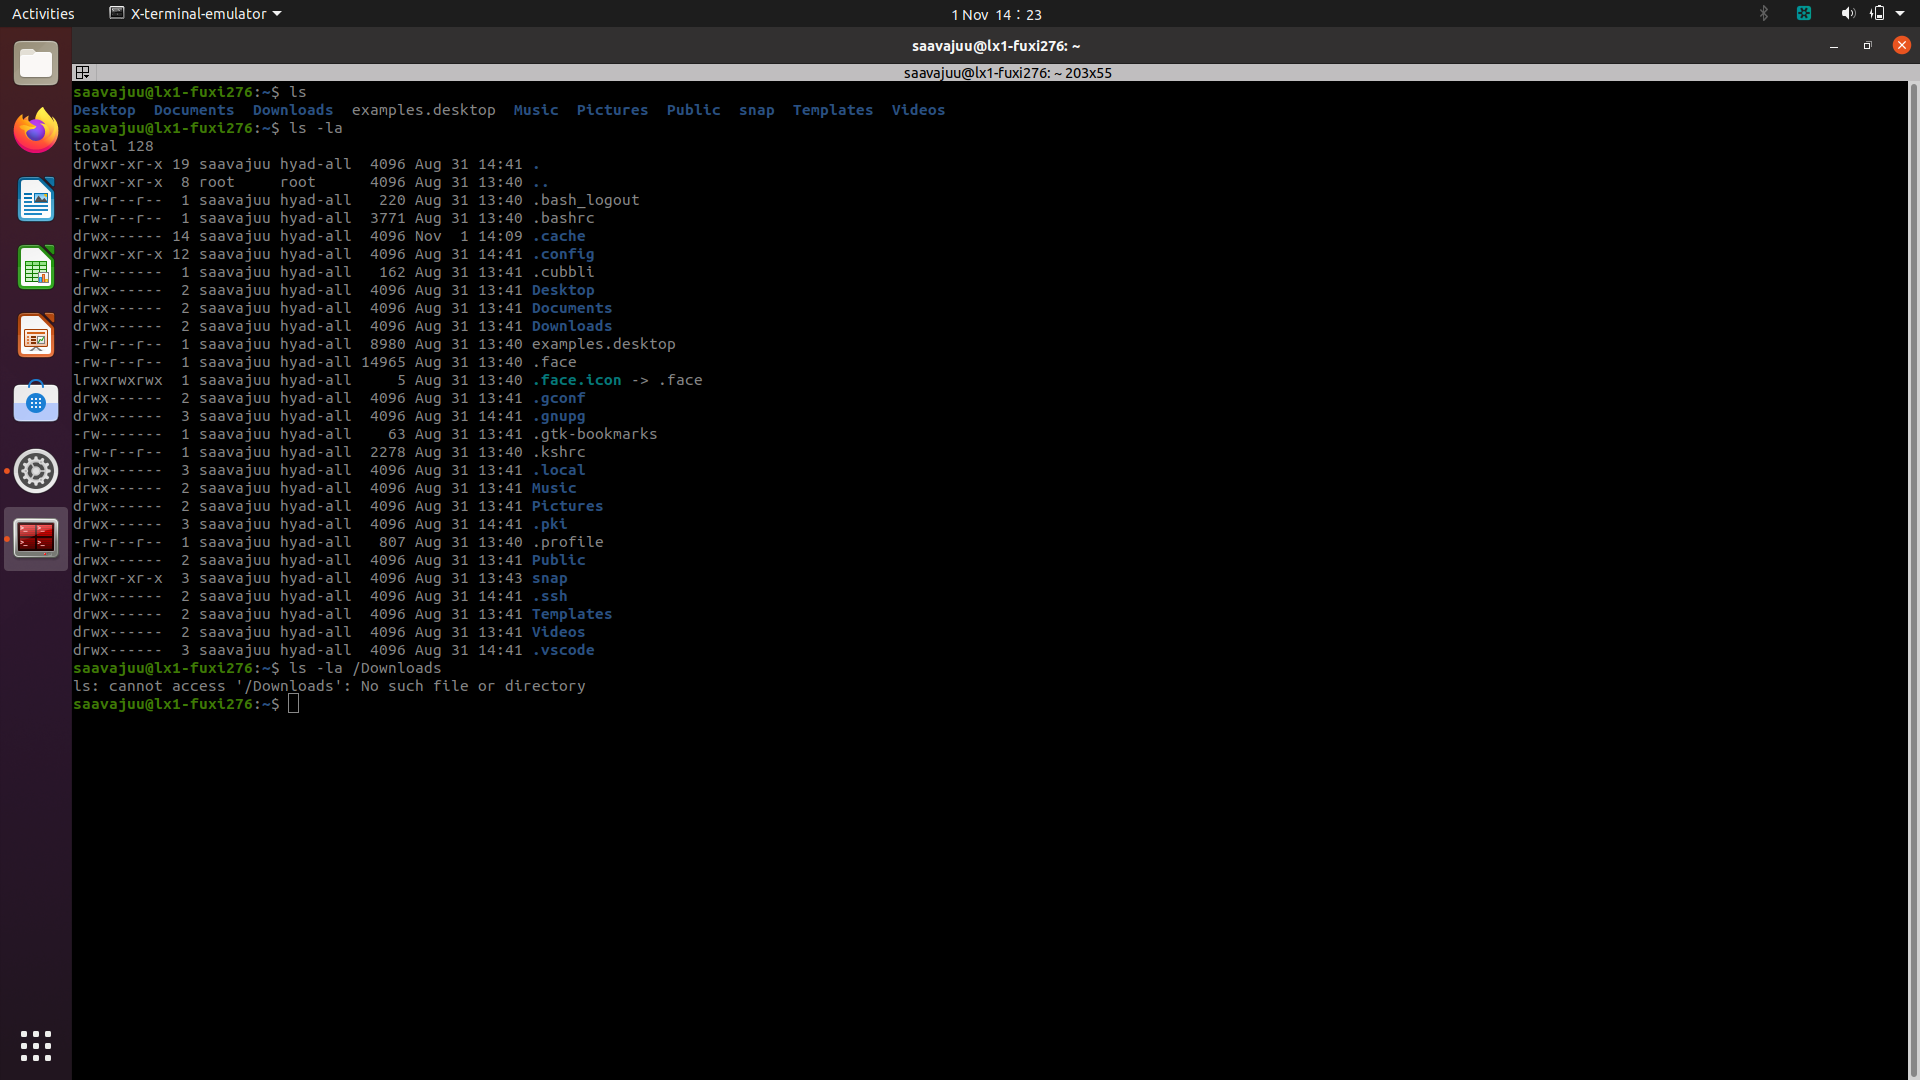 Activities
X-terminal-emulator
1 Nov 14:23
saavajuu@lx1-fuxi276: ~
saavajuu@lx1-fuxi276: ~ 203x55
saavajuu@lx1-fuxi276:~$ ls
Desktop  Documents  Downloads  examples.desktop  Music  Pictures  Public  snap  Templates  Videos
saavajuu@lx1-fuxi276:~$ ls -la
total 128
drwxr-xr-x 19 saavajuu hyad-all  4096 Aug 31 14:41 .
drwxr-xr-x  8 root     root      4096 Aug 31 13:40 ..
-rw-r--r--  1 saavajuu hyad-all   220 Aug 31 13:40 .bash_logout
-rw-r--r--  1 saavajuu hyad-all  3771 Aug 31 13:40 .bashrc
drwx------ 14 saavajuu hyad-all  4096 Nov  1 14:09 .cache
drwxr-xr-x 12 saavajuu hyad-all  4096 Aug 31 14:41 .config
-rw-------  1 saavajuu hyad-all   162 Aug 31 13:41 .cubbli
drwx------  2 saavajuu hyad-all  4096 Aug 31 13:41 Desktop
drwx------  2 saavajuu hyad-all  4096 Aug 31 13:41 Documents
drwx------  2 saavajuu hyad-all  4096 Aug 31 13:41 Downloads
-rw-r--r--  1 saavajuu hyad-all  8980 Aug 31 13:40 examples.desktop
-rw-r--r--  1 saavajuu hyad-all 14965 Aug 31 13:40 .face
lrwxrwxrwx  1 saavajuu hyad-all     5 Aug 31 13:40 .face.icon -> .face
drwx------  2 saavajuu hyad-all  4096 Aug 31 13:41 .gconf
drwx------  3 saavajuu hyad-all  4096 Aug 31 14:41 .gnupg
-rw-------  1 saavajuu hyad-all    63 Aug 31 13:41 .gtk-bookmarks
-rw-r--r--  1 saavajuu hyad-all  2278 Aug 31 13:40 .kshrc
drwx------  3 saavajuu hyad-all  4096 Aug 31 13:41 .local
drwx------  2 saavajuu hyad-all  4096 Aug 31 13:41 Music
drwx------  2 saavajuu hyad-all  4096 Aug 31 13:41 Pictures
drwx------  3 saavajuu hyad-all  4096 Aug 31 14:41 .pki
-rw-r--r--  1 saavajuu hyad-all   807 Aug 31 13:40 .profile
drwx------  2 saavajuu hyad-all  4096 Aug 31 13:41 Public
drwxr-xr-x  3 saavajuu hyad-all  4096 Aug 31 13:43 snap
drwx------  2 saavajuu hyad-all  4096 Aug 31 14:41 .ssh
drwx------  2 saavajuu hyad-all  4096 Aug 31 13:41 Templates
drwx------  2 saavajuu hyad-all  4096 Aug 31 13:41 Videos
drwx------  3 saavajuu hyad-all  4096 Aug 31 14:41 .vscode
saavajuu@lx1-fuxi276:~$ ls -la /Downloads
ls: cannot access '/Downloads': No such file or directory
saavajuu@lx1-fuxi276:~$